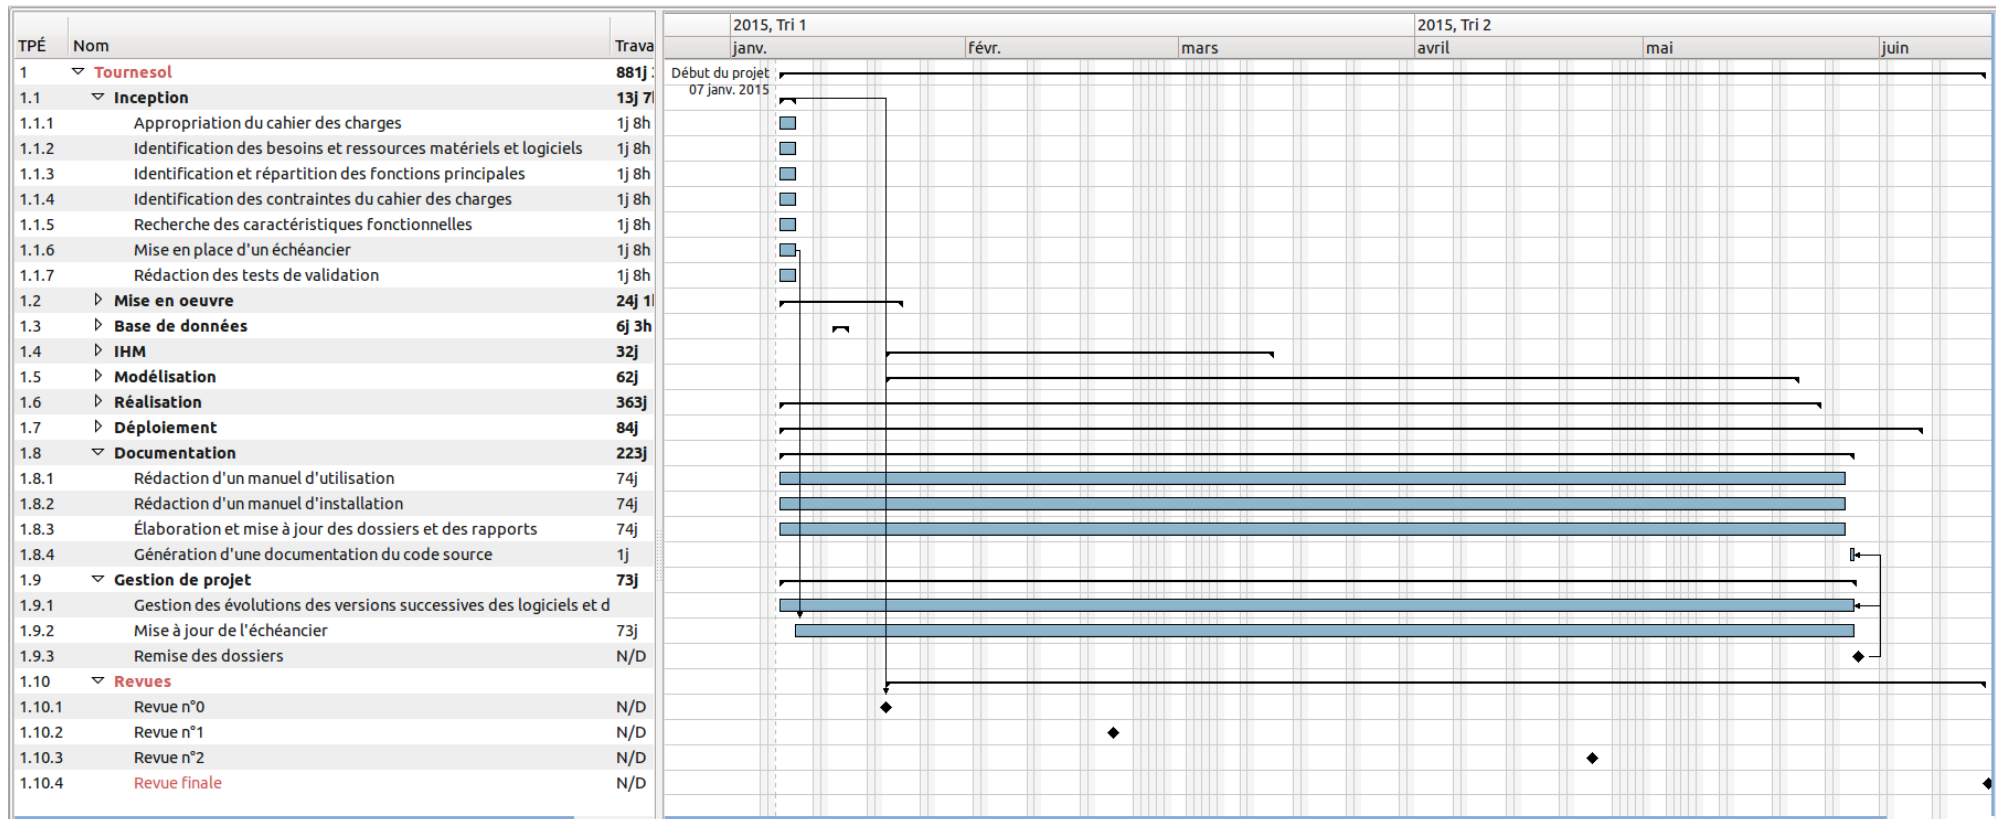 2015, Tri 1 2015, Tri 2
TPÉ Nom Trava janv. févr. mars avril mai juin
1 Tournesol 881j Début du projet
07 janv. 2015
1.1 Inception 13j 7
1.1.1 Appropriation du cahier des charges 1j 8h
1.1.2 Identification des besoins et ressources matériels et logiciels 1j 8h
1.1.3 Identification et répartition des fonctions principales 1j 8h
1.1.4 Identification des contraintes du cahier des charges 1j 8h
1.1.5 Recherche des caractéristiques fonctionnelles 1j 8h
1.1.6 Mise en place d'un échéancier 1j 8h
1.1.7 Rédaction des tests de validation 1j 8h
1.2 Mise en oeuvre 24j 1
1.3 Base de données 6j 3h
1.4 IHM 32j
1.5 Modélisation 62j
1.6 Réalisation 363j
1.7 Déploiement 84j
1.8 Documentation 223j
1.8.1 Rédaction d'un manuel d'utilisation 74j
1.8.2 Rédaction d'un manuel d'installation 74j
1.8.3 Élaboration et mise à jour des dossiers et des rapports 74j
1.8.4 Génération d'une documentation du code source 1j
1.9 Gestion de projet 73j
1.9.1 Gestion des évolutions des versions successives des logiciels et d
1.9.2 Mise à jour de l'échéancier 73j
1.9.3 Remise des dossiers N/D
1.10 Revues
1.10.1 Revue n°0 N/D
1.10.2 Revue n°1 N/D
1.10.3 Revue n°2 N/D
1.10.4 Revue finale N/D